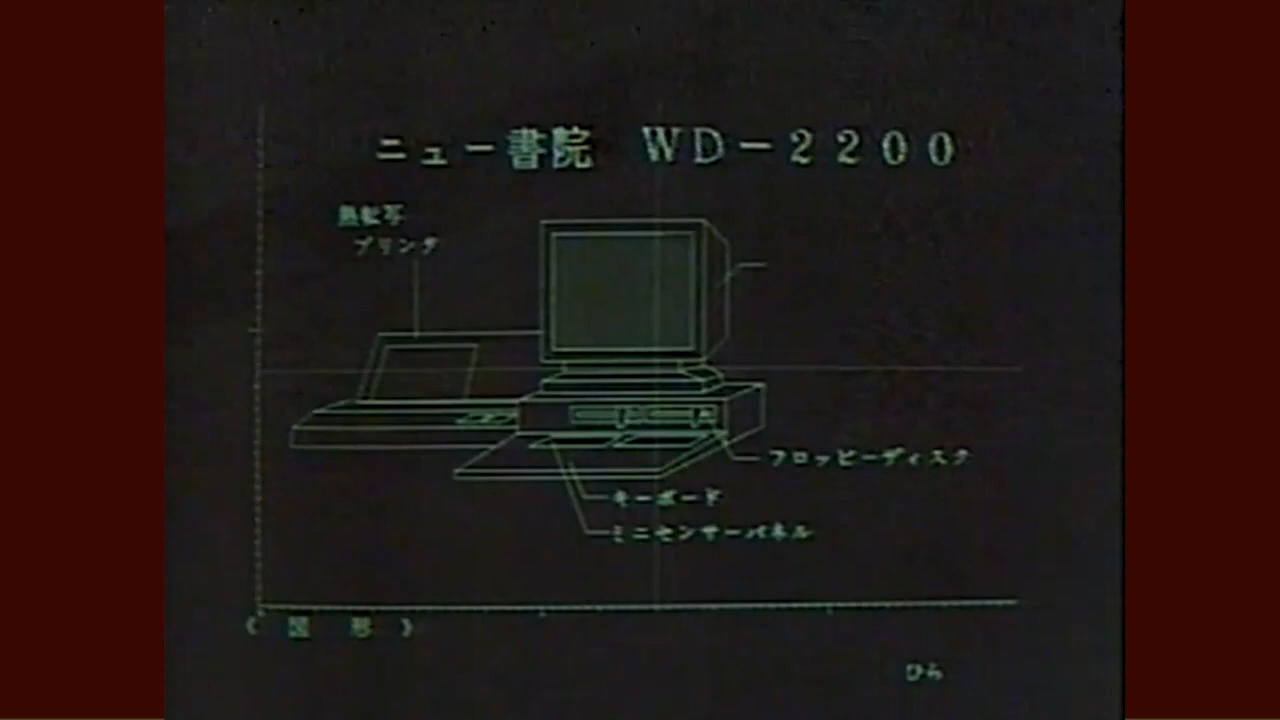 ニュー書院 WD-2200
熱転写
プリンタ
フロッピーディスク
キーボード
ミニセンサーパネル
《 図 形 》
ひら